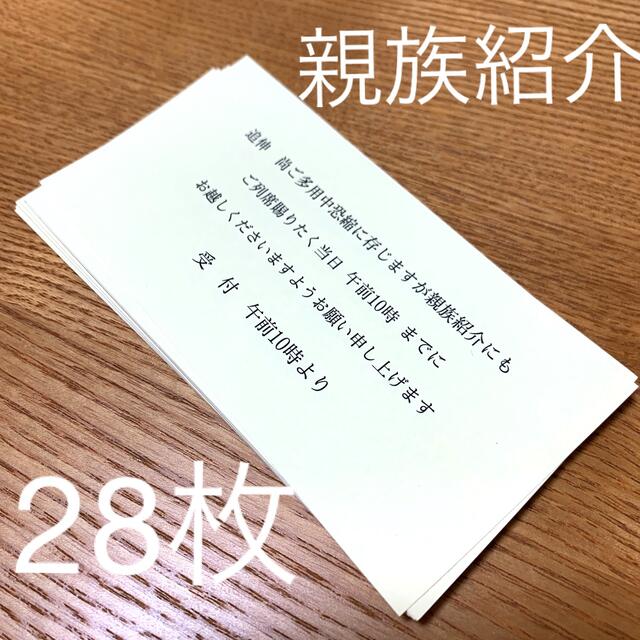 親族紹介
追伸 尚ご多用中恐縮に存じますが親族紹介にも
ご列席賜りたく当日 午前10時 までに
お越しくださいますようお願い申し上げます
受 付 午前10時より
28枚